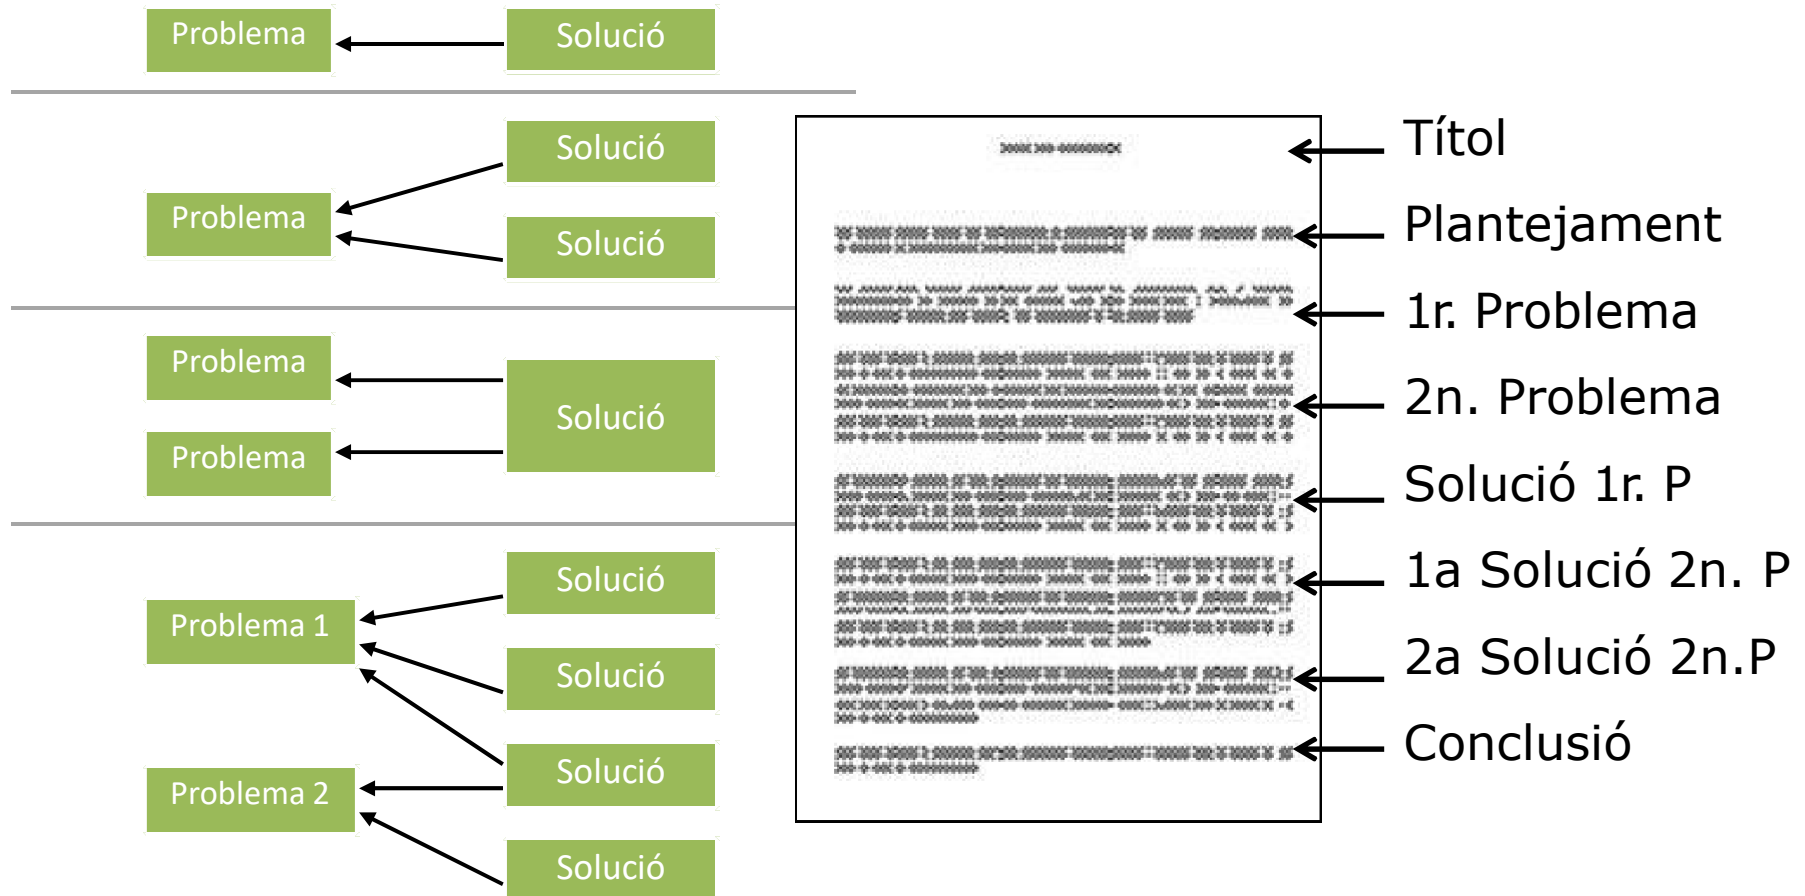 Problema
Solució
Solució
Problema
Solució
Problema
Solució
Problema
Solució
Problema 1
Solució
Solució
Problema 2
Solució
Títol
Plantejament
1r. Problema
2n. Problema
Solució 1r. P
1a Solució 2n. P
2a Solució 2n.P
Conclusió